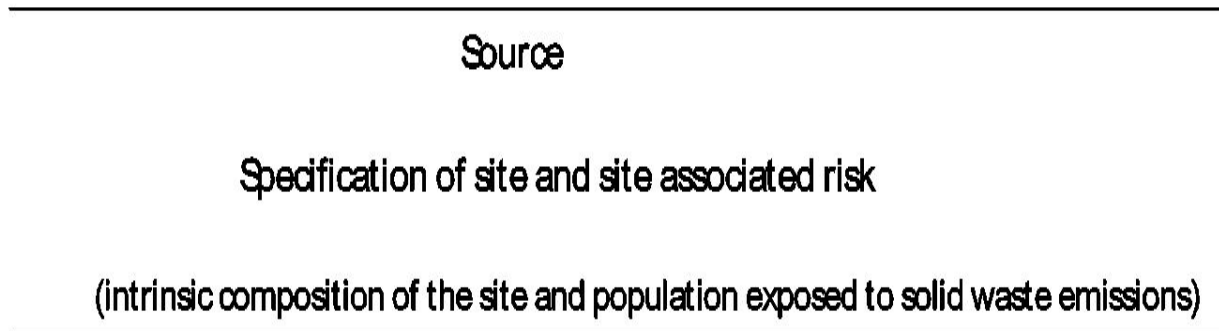 Source
Specification of site and site associated risk
(intrinsic composition of the site and population exposed to solid waste emissions)